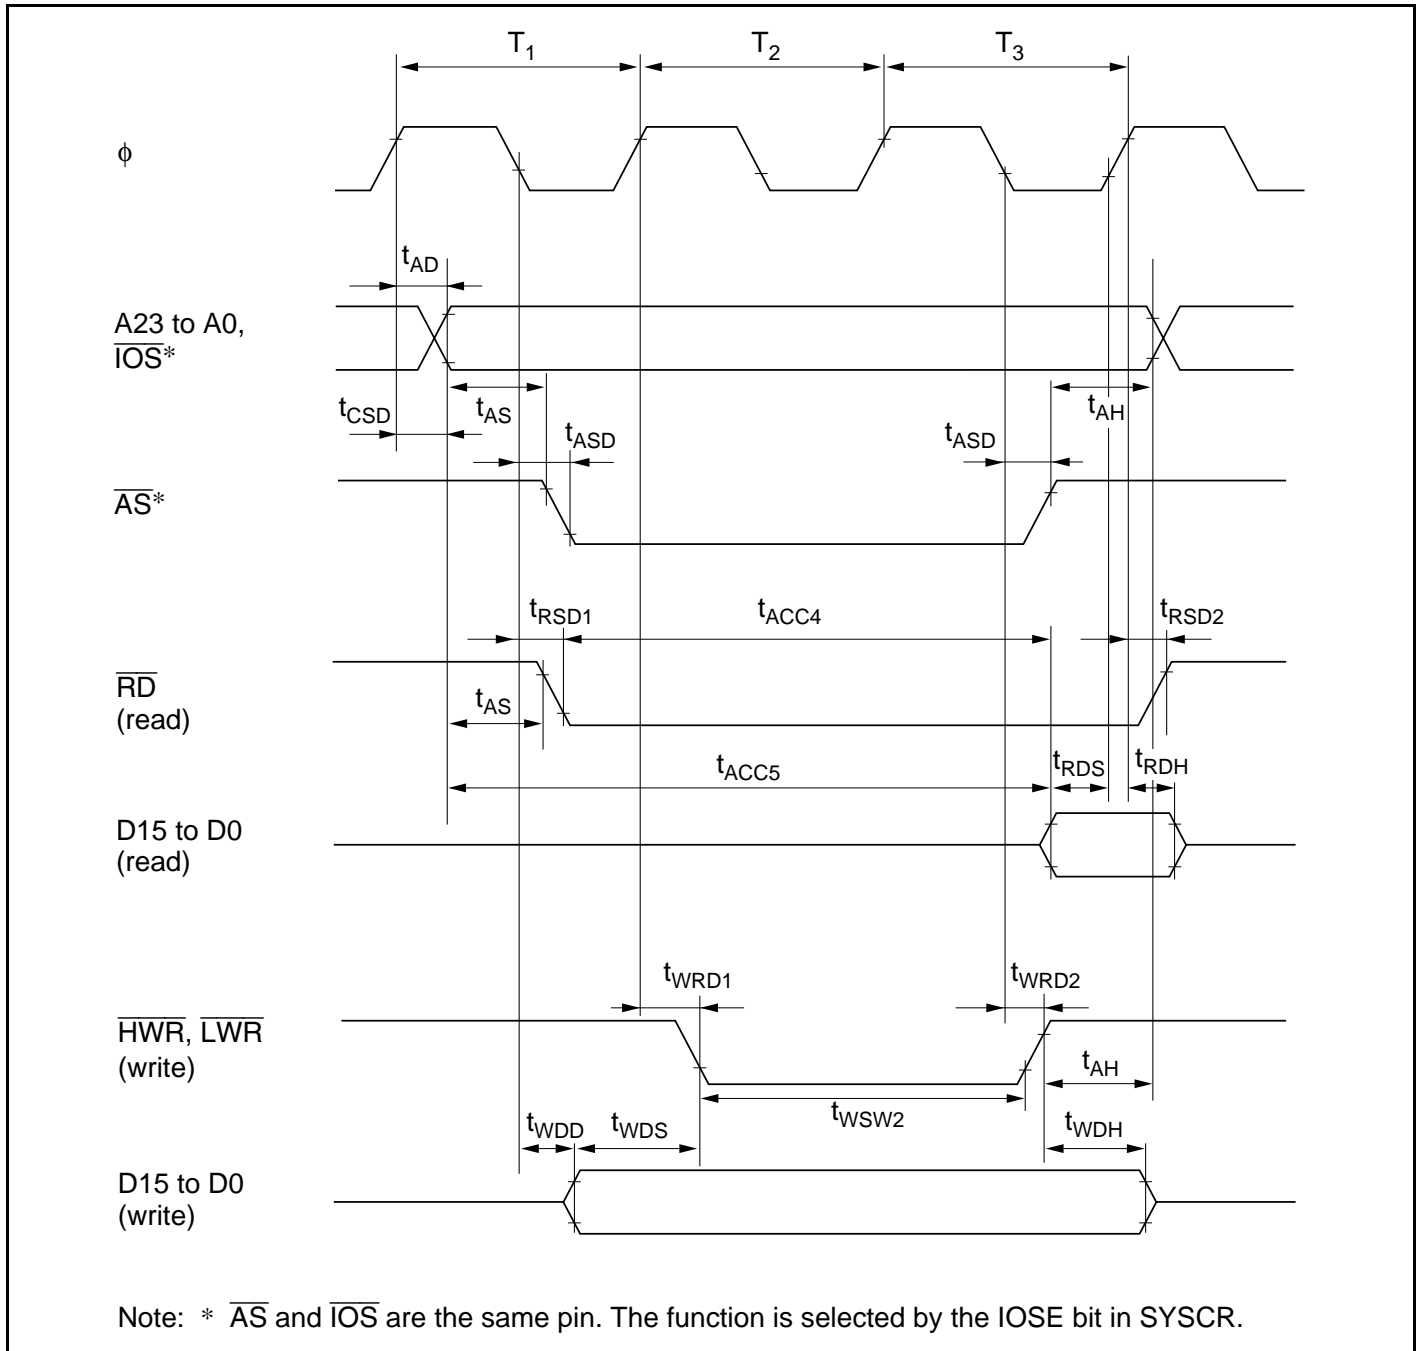 T1 T2 T3
ϕ
tAD
A23 to A0,
IOS*
tCSD tAS tAH
tASD tASD
AS*
tRSD1 tACC4 tRSD2
RD
(read)
tAS
tACC5 tRDS tRDH
D15 to D0
(read)
tWRD1 tWRD2
HWR, LWR
(write)
tAH
tWSW2
tWDD tWDS tWDH
D15 to D0
(write)
Note: * AS and IOS are the same pin. The function is selected by the IOSE bit in SYSCR.